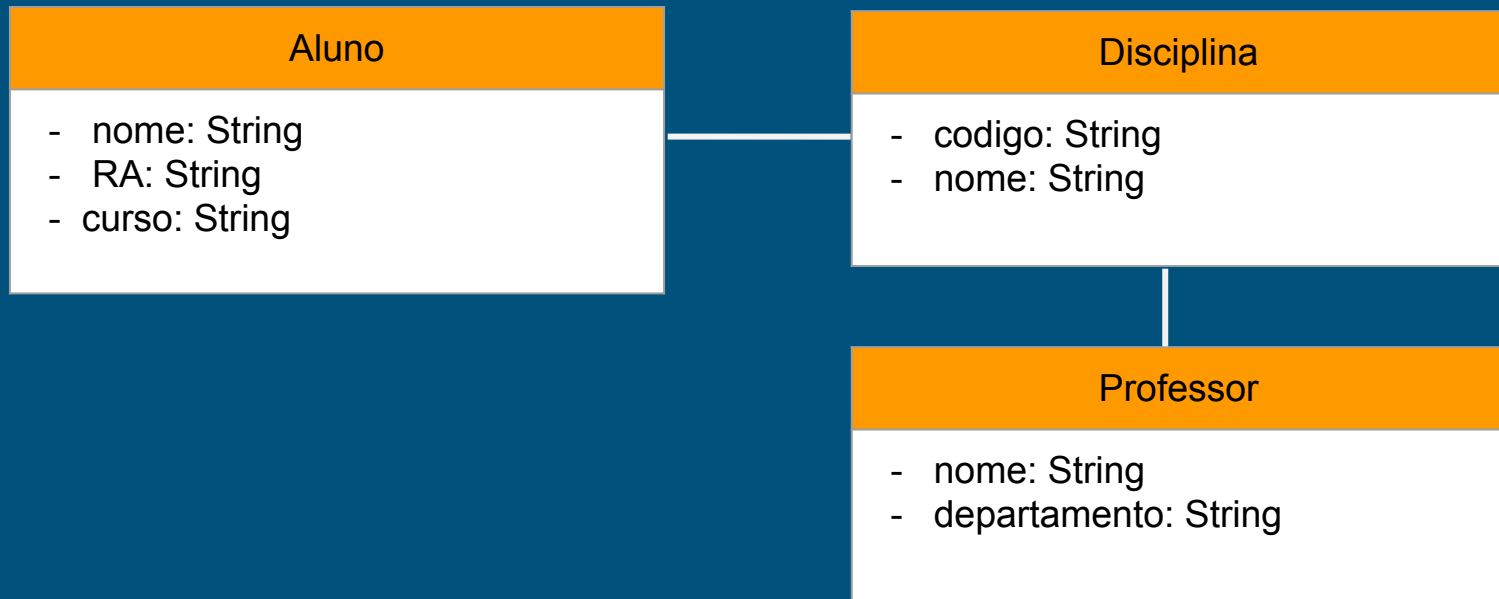 Aluno
- nome: String
- RA: String
- curso: String
Disciplina
- codigo: String
- nome: String
Professor
- nome: String
- departamento: String